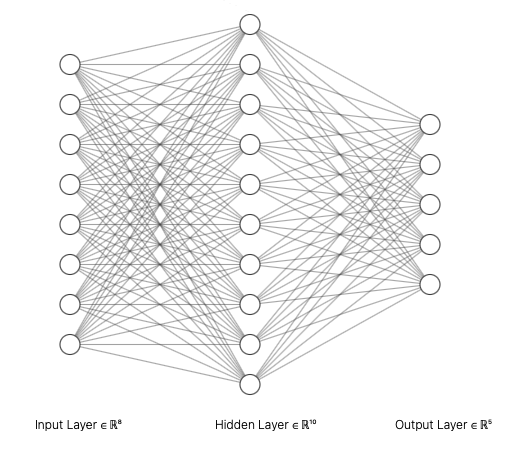 Input Layer ∈ ℝ⁸
Hidden Layer ∈ ℝ¹⁰
Output Layer ∈ ℝ⁵